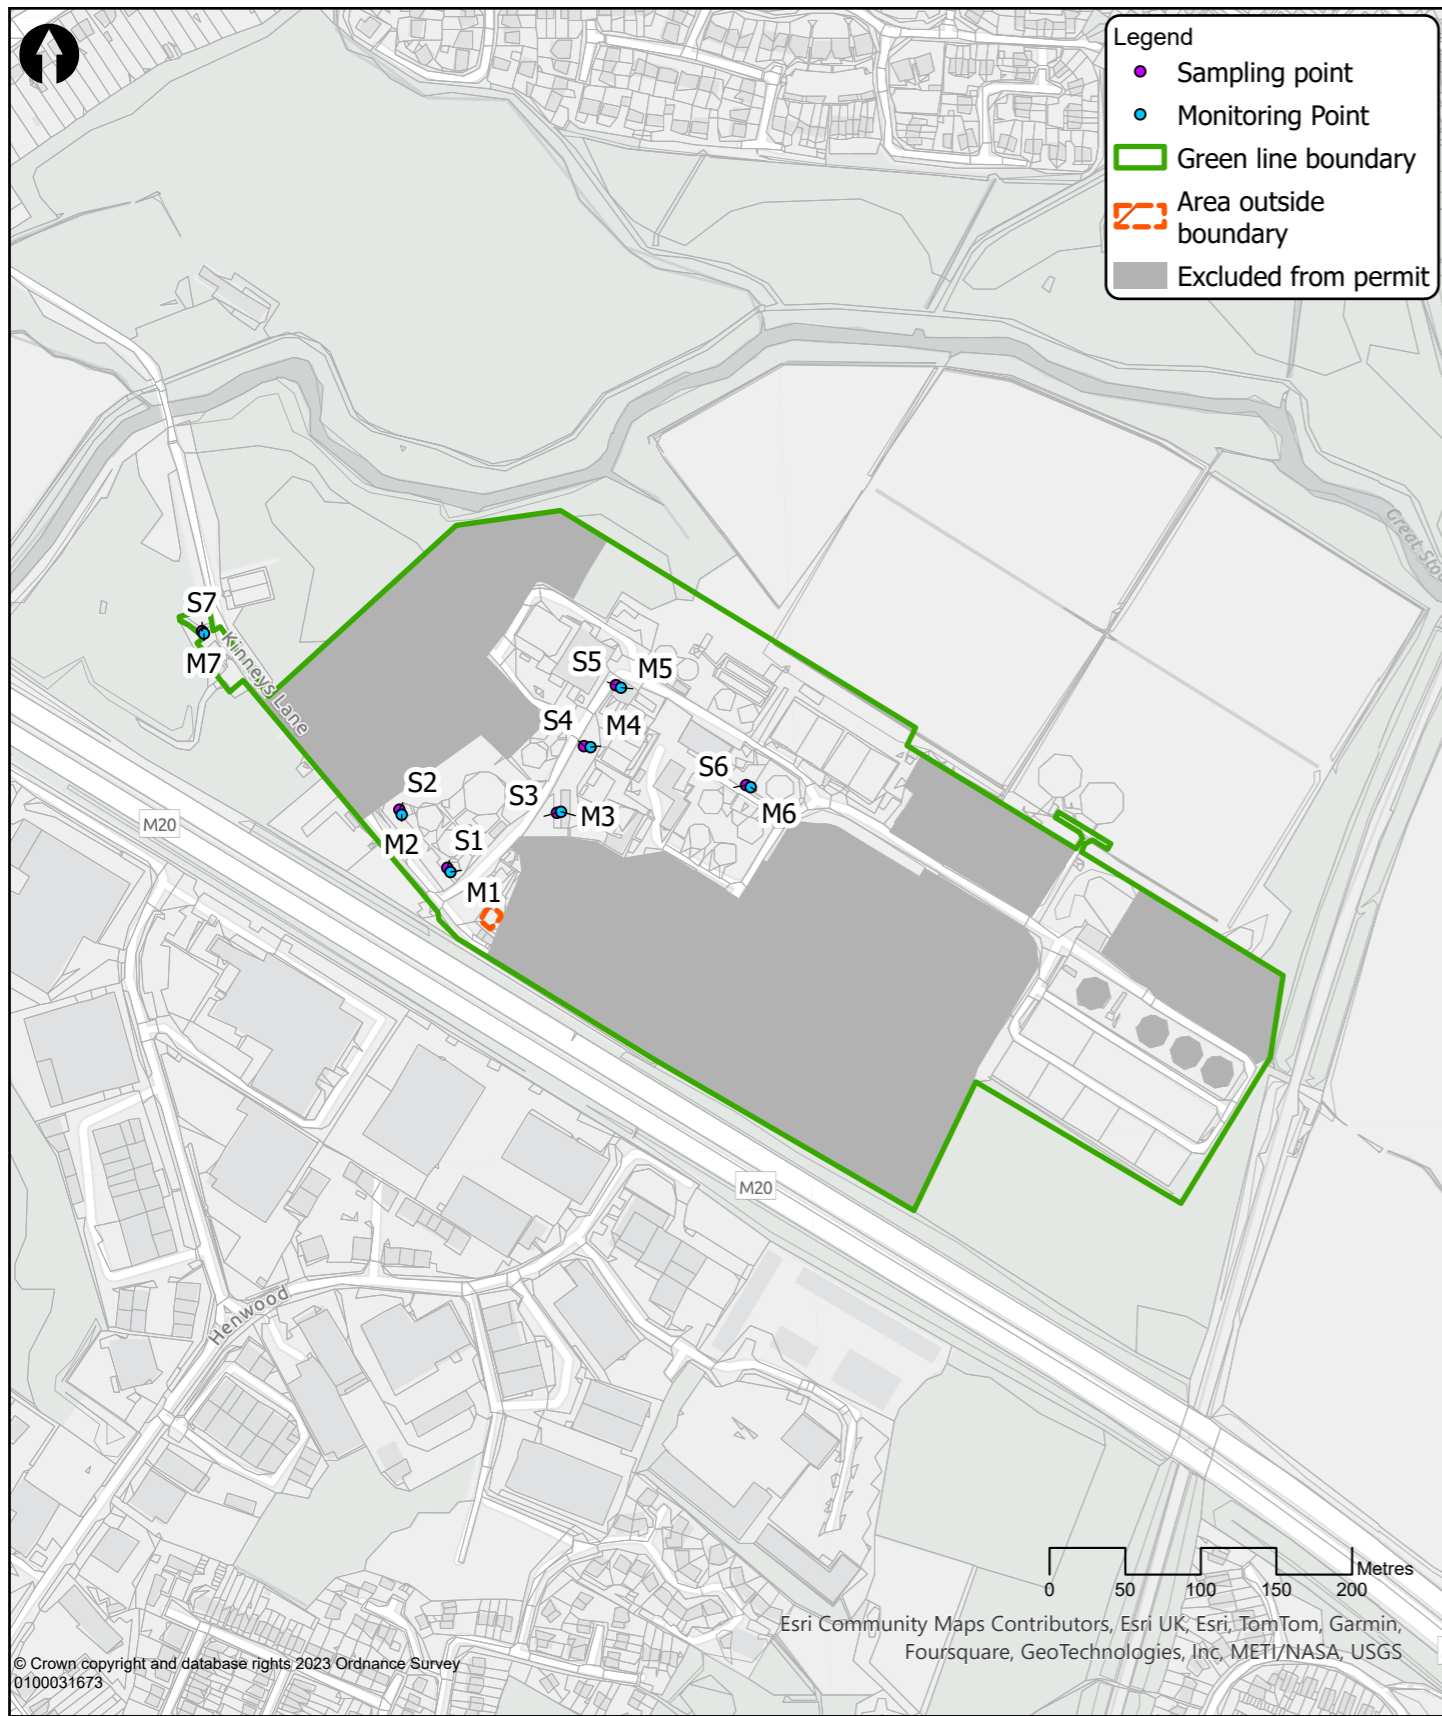 Legend
Sampling point
Monitoring Point
Green line boundary
Area outside
boundary
Excluded from permit
S7
M7
Kinneys Lane
S5
M5
S4
M4
S6
M6
S3
M3
S2
M2
S1
M1
M20
M20
Henwood
Metres
0 50 100 150 200
Esri Community Maps Contributors, Esri UK, Esri, TomTom, Garmin,
Foursquare, GeoTechnologies, Inc, METI/NASA, USGS
© Crown copyright and database rights 2023 Ordnance Survey
0100031673